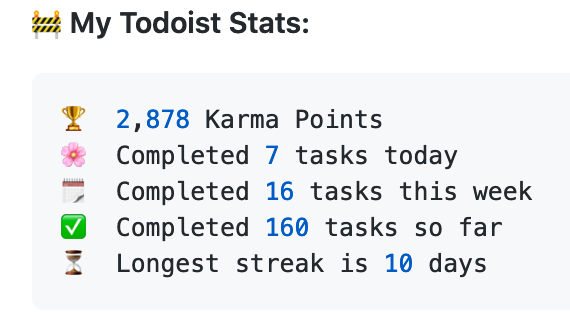 🚧 My Todoist Stats:
🏆 2,878 Karma Points
🌸 Completed 7 tasks today
🗓 Completed 16 tasks this week
✅ Completed 160 tasks so far
⏳ Longest streak is 10 days